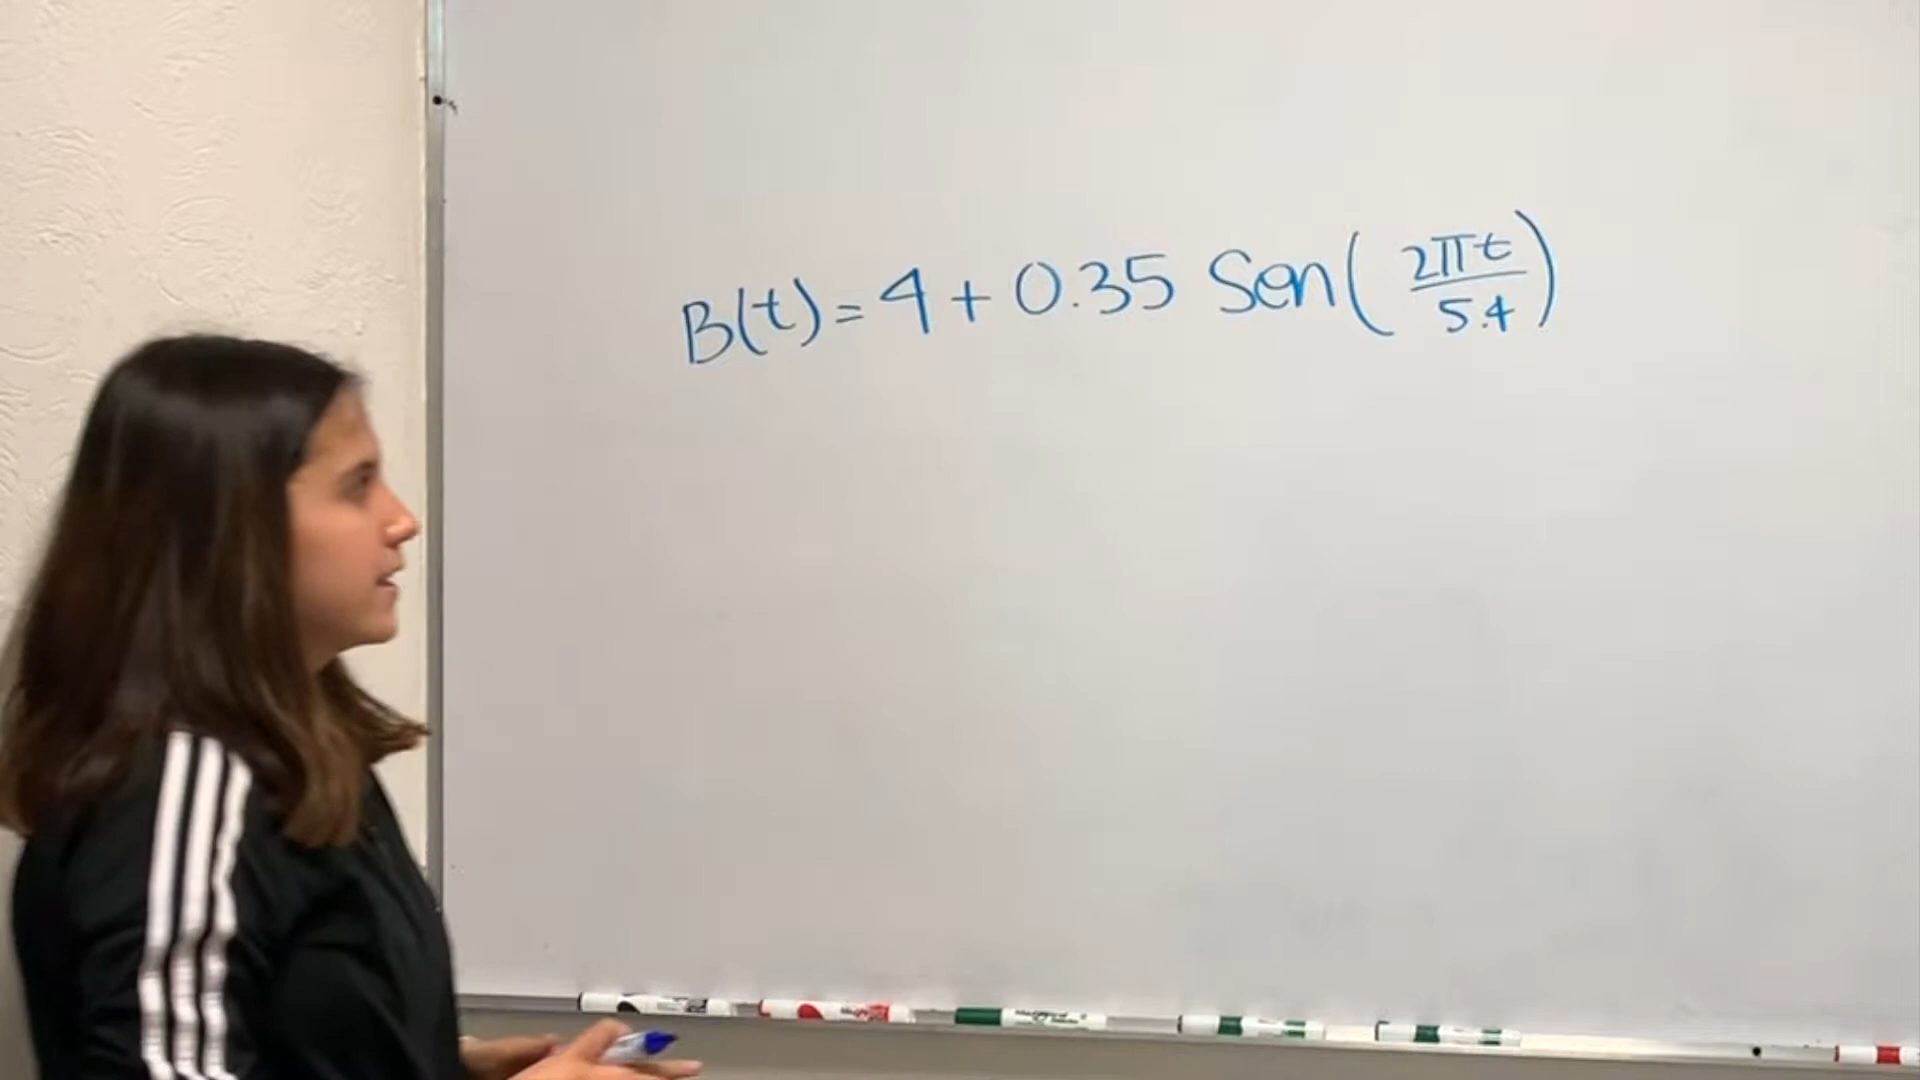 B(t) = 4 + 0.35 Sen( 2πt / 5.4 )